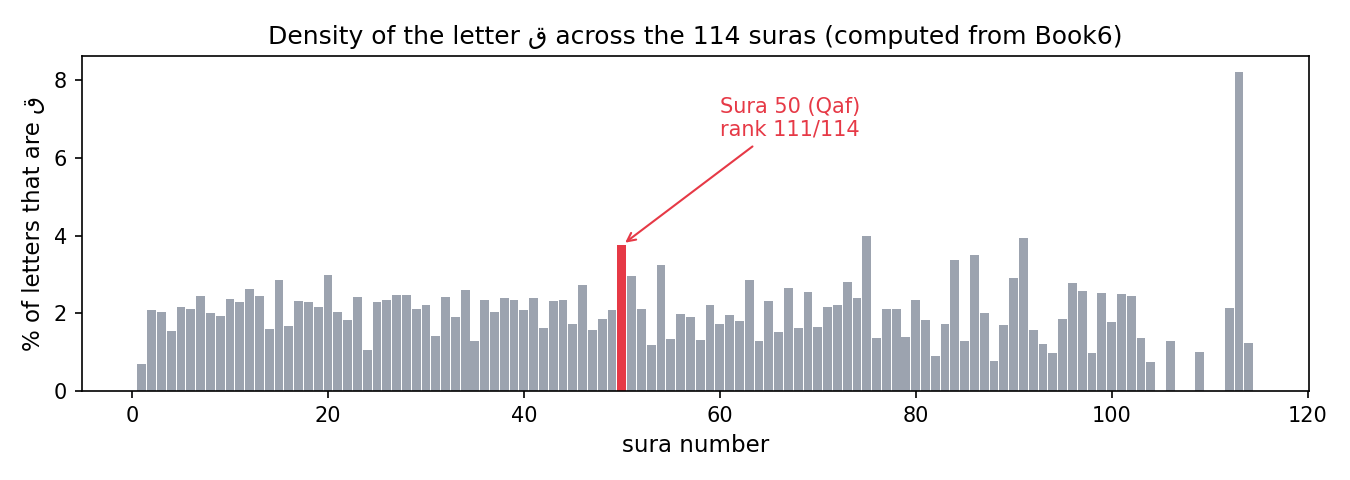 Density of the letter ق across the 114 suras (computed from Book6)
% of letters that are ق
8
6
4
2
0
Sura 50 (Qaf)
rank 111/114
0 20 40 60 80 100 120
sura number